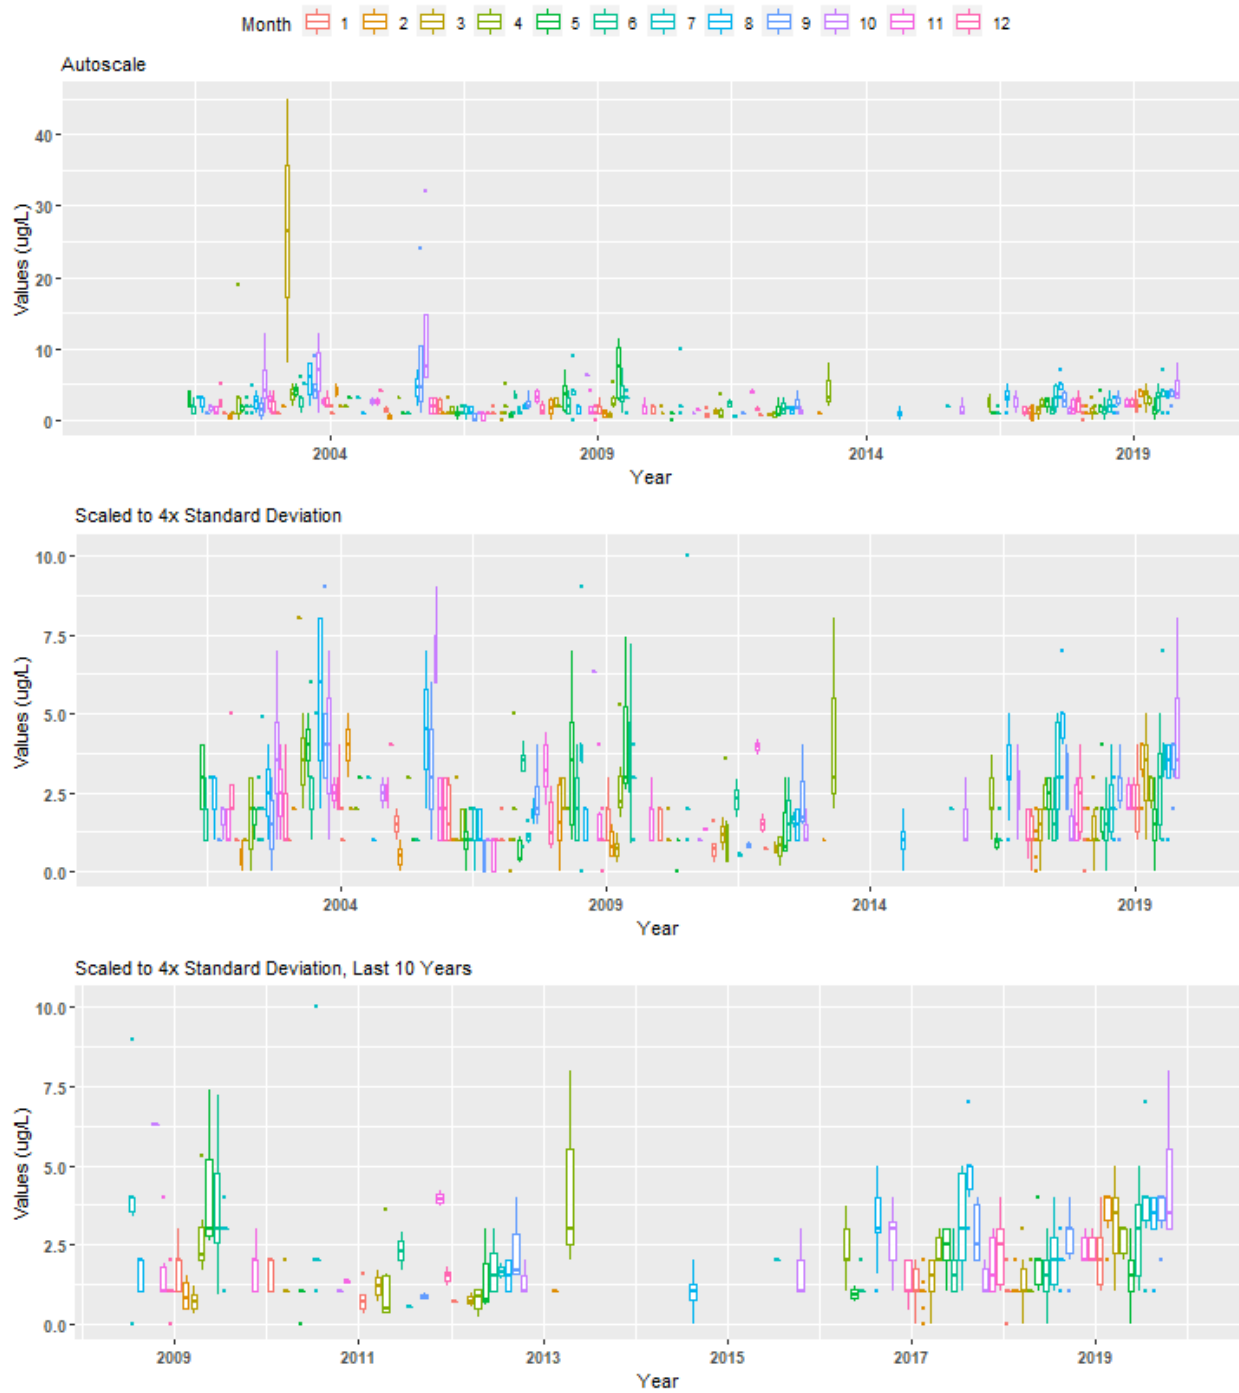 Month 1 2 3 4 5 6 7 8 9 10 11 12
Autoscale
40
30
20
10
0
Values (ug/L)
2004 2009 2014 2019
Year
Scaled to 4x Standard Deviation
10.0
7.5
5.0
2.5
0.0
Values (ug/L)
2004 2009 2014 2019
Year
Scaled to 4x Standard Deviation, Last 10 Years
10.0
7.5
5.0
2.5
0.0
Values (ug/L)
2009 2011 2013 2015 2017 2019
Year